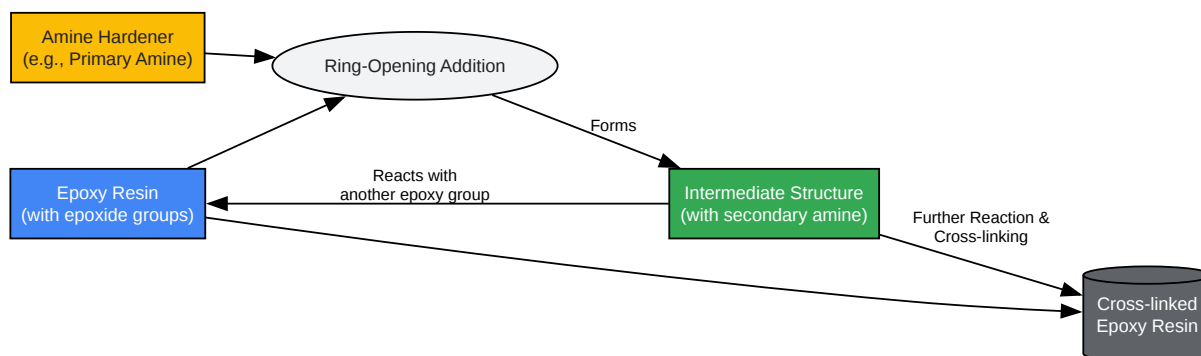 Amine Hardener
(e.g., Primary Amine)
Ring-Opening Addition
Forms
Epoxy Resin
(with epoxide groups)
Reacts with
another epoxy group
Intermediate Structure
(with secondary amine)
Further Reaction &
Cross-linking
Cross-linked
Epoxy Resin